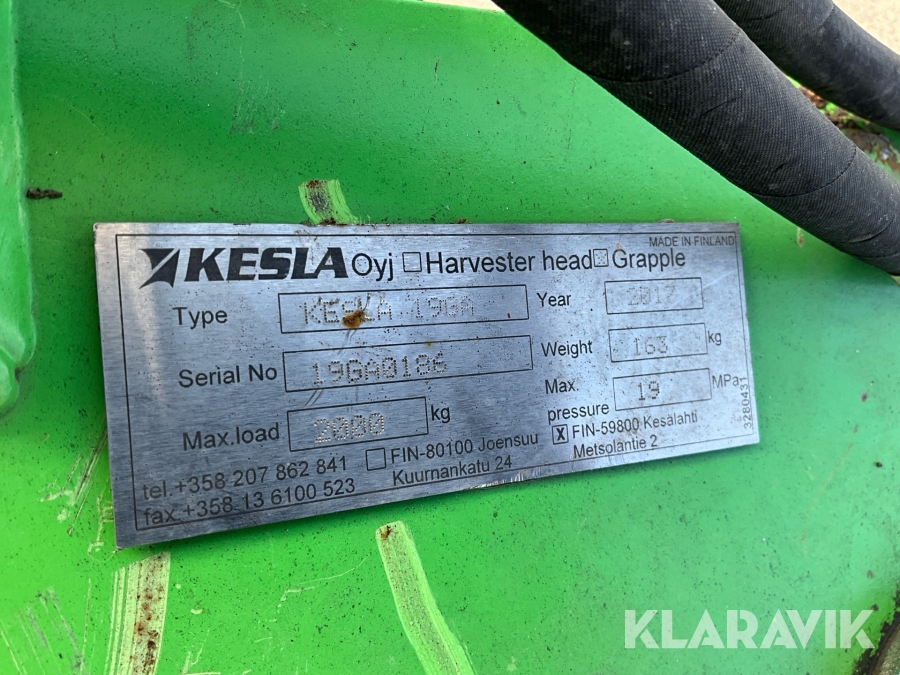 MADE IN FINLAND
KESLA Oyj ☐ Harvester head ☒ Grapple
Type KESLA 19GA Year 2017
Serial No 19GA0186 Weight 163 kg
Max.load 2000 kg Max. pressure 19 MPa
tel.+358 207 862 841 ☐ FIN-80100 Joensuu ☒ FIN-59800 Kesälahti
fax.+358 13 6100 523 Kuurnankatu 24 Metsolantie 2
3280431
KLARAVIK